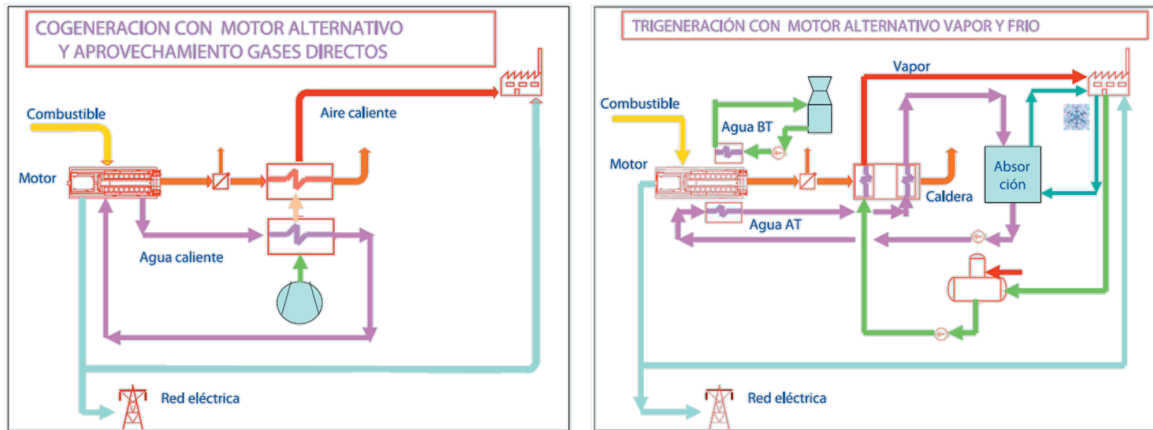 COGENERACION CON MOTOR ALTERNATIVO
Y APROVECHAMIENTO GASES DIRECTOS
Combustible
Aire caliente
Motor
Agua caliente
Red eléctrica
TRIGENERACIÓN CON MOTOR ALTERNATIVO VAPOR Y FRIO
Vapor
Combustible
Agua BT
Motor
Absor
ción
Caldera
Agua AT
Red eléctrica